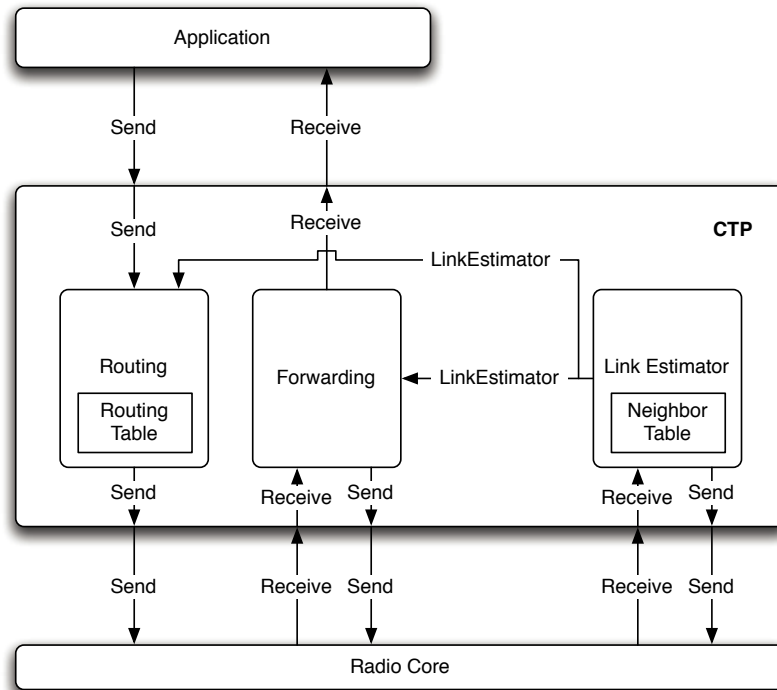 Application
Send
Receive
Send
Receive
CTP
LinkEstimator
Routing
Forwarding
LinkEstimator
Link Estimator
Routing
Table
Neighbor
Table
Send
Receive
Send
Receive
Send
Send
Receive
Send
Receive
Send
Radio Core